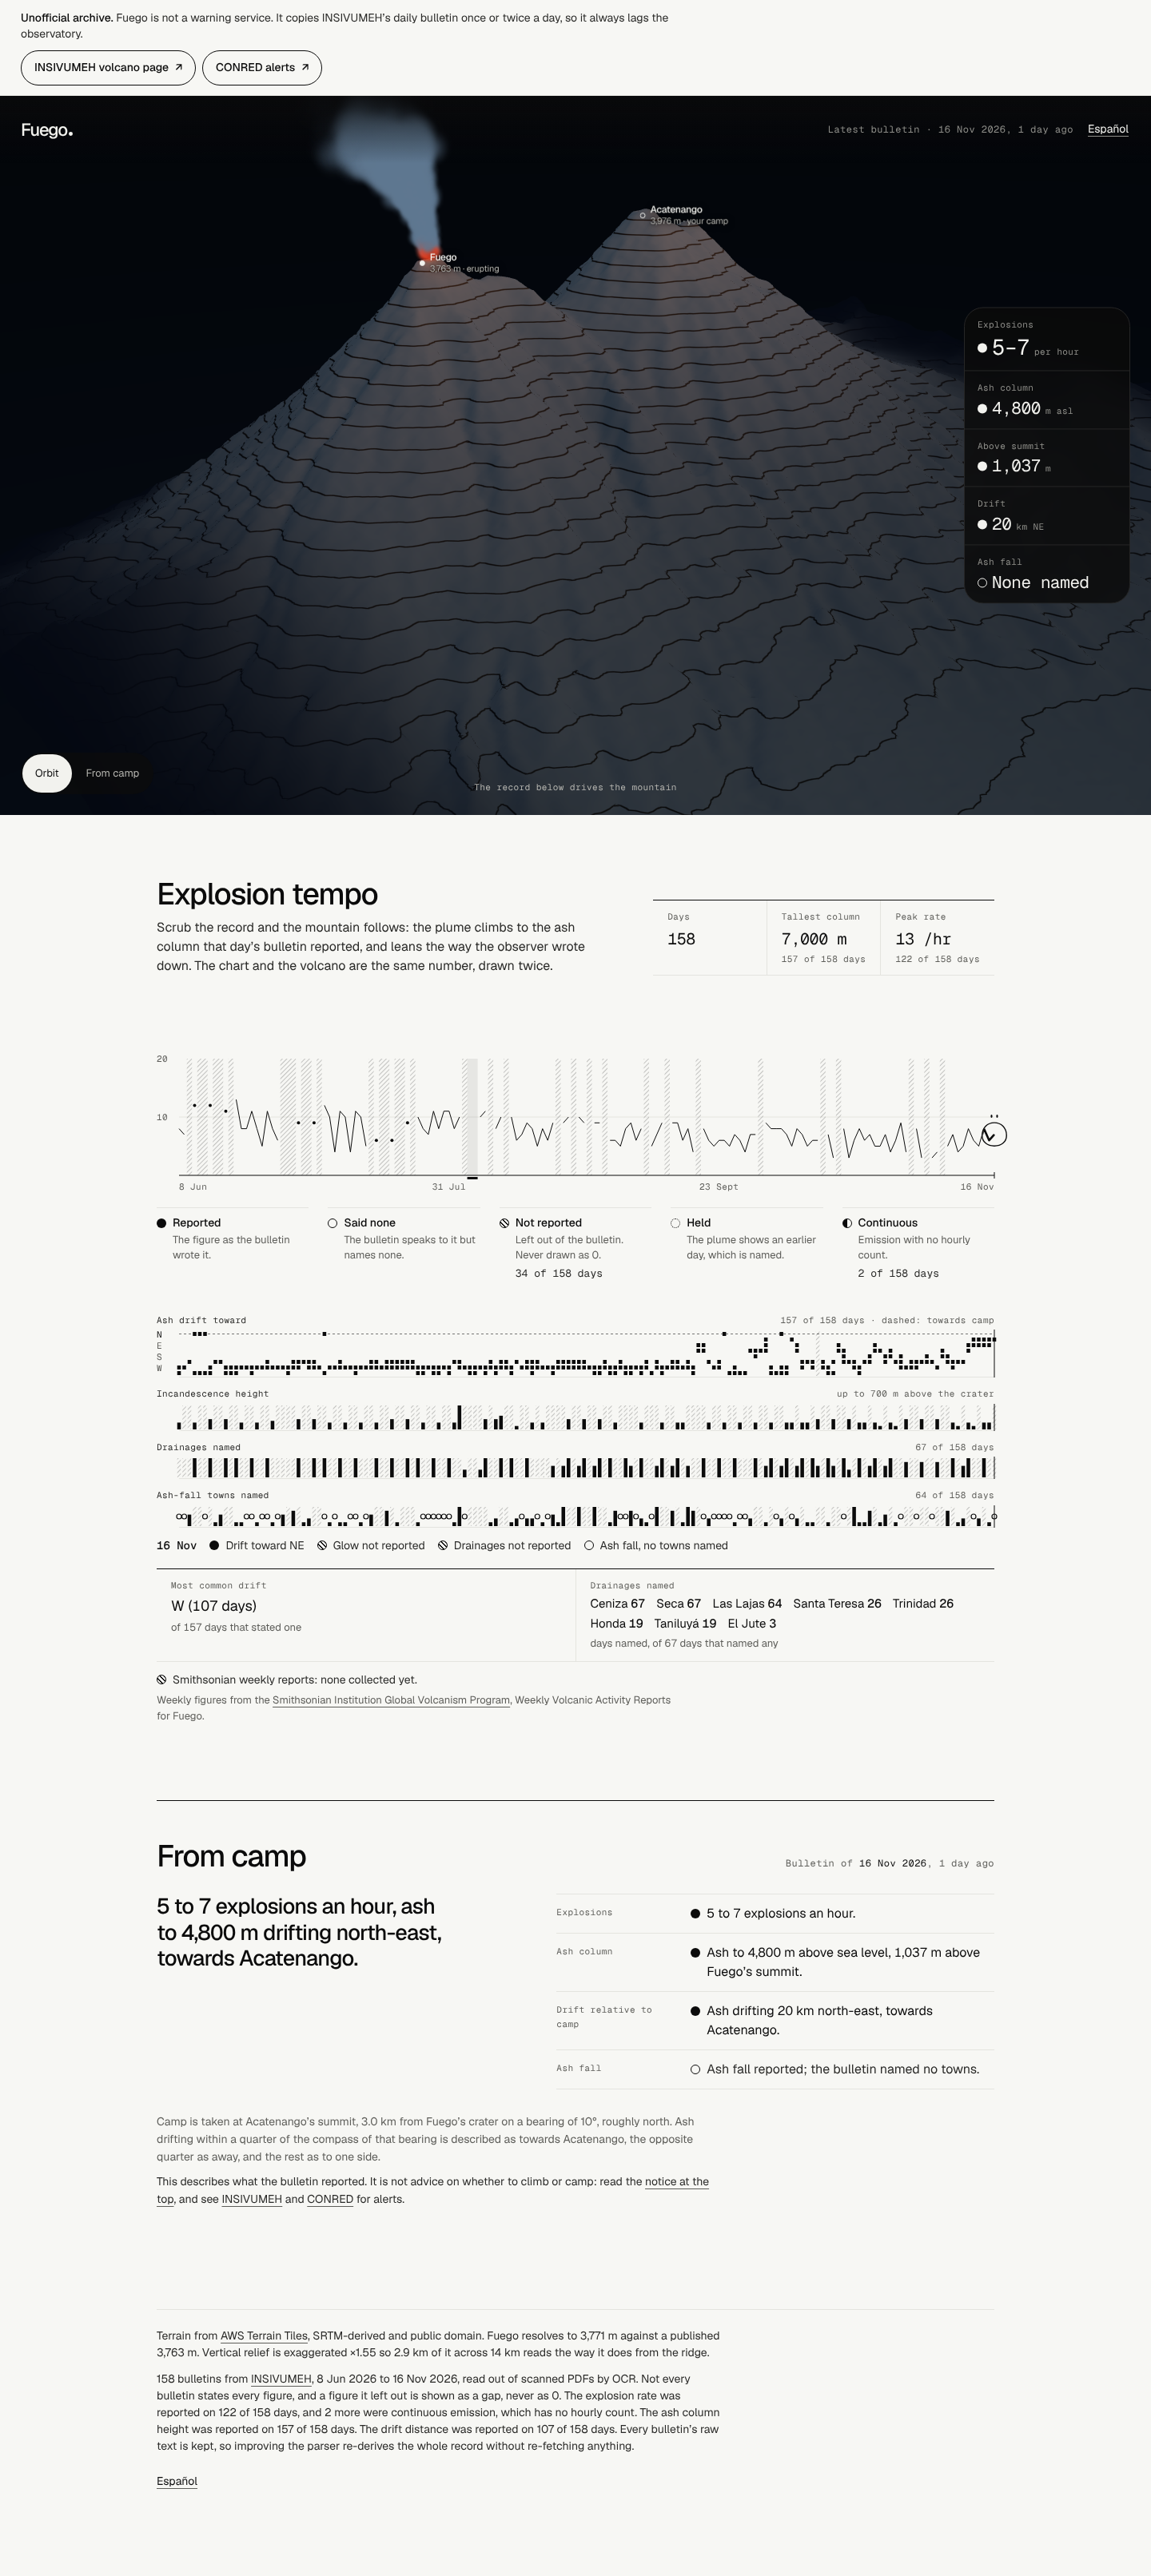 Unofficial archive. Fuego is not a warning service. It copies INSIVUMEH’s daily bulletin once or twice a day, so it always lags the
observatory.
INSIVUMEH volcano page ↗
CONRED alerts ↗
Fuego.
Latest bulletin · 16 Nov 2026, 1 day ago
Español
Acatenango
3,976 m · your camp
Fuego
3,763 m · erupting
Explosions
5–7 per hour
Ash column
4,800 m asl
Above summit
1,037 m
Drift
20 km NE
Ash fall
None named
Orbit
From camp
The record below drives the mountain
Explosion tempo
Scrub the record and the mountain follows: the plume climbs to the ash
column that day’s bulletin reported, and leans the way the observer wrote
down. The chart and the volcano are the same number, drawn twice.
Days
158
Tallest column
7,000 m
157 of 158 days
Peak rate
13 /hr
122 of 158 days
20
10
8 Jun
31 Jul
23 Sept
16 Nov
Reported
The figure as the bulletin
wrote it.
Said none
The bulletin speaks to it but
names none.
Not reported
Left out of the bulletin.
Never drawn as 0.
34 of 158 days
Held
The plume shows an earlier
day, which is named.
Continuous
Emission with no hourly
count.
2 of 158 days
Ash drift toward
157 of 158 days · dashed: towards camp
N
E
S
W
Incandescence height
up to 700 m above the crater
Drainages named
67 of 158 days
Ash-fall towns named
64 of 158 days
16 Nov
Drift toward NE
Glow not reported
Drainages not reported
Ash fall, no towns named
Most common drift
W (107 days)
of 157 days that stated one
Drainages named
Ceniza 67 Seca 67 Las Lajas 64 Santa Teresa 26 Trinidad 26
Honda 19 Taniluyá 19 El Jute 3
days named, of 67 days that named any
Smithsonian weekly reports: none collected yet.
Weekly figures from the Smithsonian Institution Global Volcanism Program, Weekly Volcanic Activity Reports
for Fuego.
From camp
Bulletin of 16 Nov 2026, 1 day ago
5 to 7 explosions an hour, ash
to 4,800 m drifting north-east,
towards Acatenango.
Explosions
5 to 7 explosions an hour.
Ash column
Ash to 4,800 m above sea level, 1,037 m above
Fuego’s summit.
Drift relative to
camp
Ash drifting 20 km north-east, towards
Acatenango.
Ash fall
Ash fall reported; the bulletin named no towns.
Camp is taken at Acatenango’s summit, 3.0 km from Fuego’s crater on a bearing of 10°, roughly north. Ash
drifting within a quarter of the compass of that bearing is described as towards Acatenango, the opposite
quarter as away, and the rest as to one side.
This describes what the bulletin reported. It is not advice on whether to climb or camp: read the notice at the
top, and see INSIVUMEH and CONRED for alerts.
Terrain from AWS Terrain Tiles, SRTM-derived and public domain. Fuego resolves to 3,771 m against a published
3,763 m. Vertical relief is exaggerated ×1.55 so 2.9 km of it across 14 km reads the way it does from the ridge.
158 bulletins from INSIVUMEH, 8 Jun 2026 to 16 Nov 2026, read out of scanned PDFs by OCR. Not every
bulletin states every figure, and a figure it left out is shown as a gap, never as 0. The explosion rate was
reported on 122 of 158 days, and 2 more were continuous emission, which has no hourly count. The ash column
height was reported on 157 of 158 days. The drift distance was reported on 107 of 158 days. Every bulletin’s raw
text is kept, so improving the parser re-derives the whole record without re-fetching anything.
Español